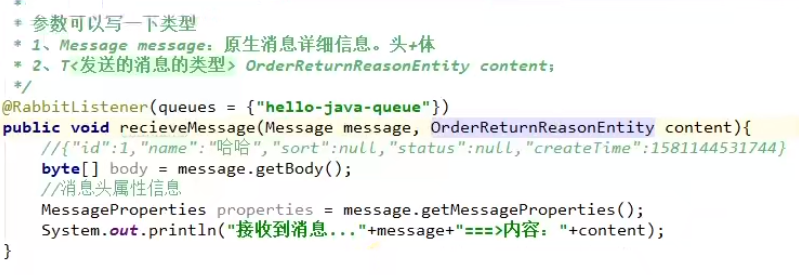 *
* 参数可以写一下类型
* 1、Message message：原生消息详细信息。头+体
* 2、T<发送的消息的类型> OrderReturnReasonEntity content；
*/
@RabbitListener(queues = {"hello-java-queue"})
public void recieveMessage(Message message, OrderReturnReasonEntity content){
//{"id":1,"name":"哈哈","sort":null,"status":null,"createTime":1581144531744}
byte[] body = message.getBody();
//消息头属性信息
MessageProperties properties = message.getMessageProperties();
System.out.println("接收到消息..."+message+"===>内容："+content);
}